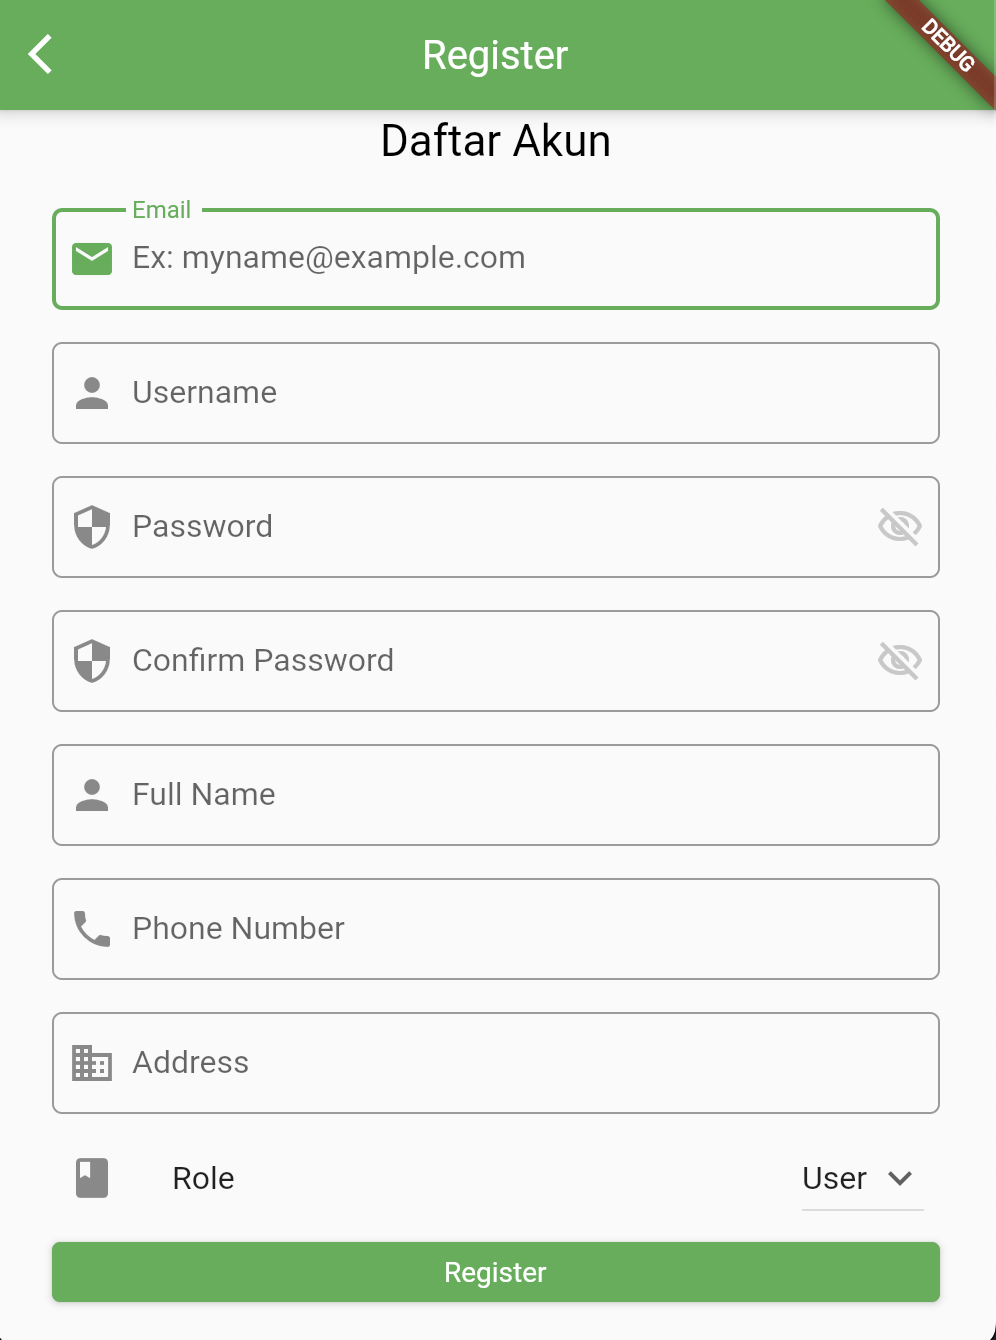 Register
DEBUG
Daftar Akun
Email
Ex: myname@example.com
Username
Password
Confirm Password
Full Name
Phone Number
Address
Role
User
Register